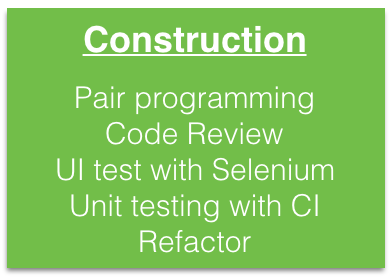 Construction
Pair programming
Code Review
UI test with Selenium
Unit testing with CI
Refactor